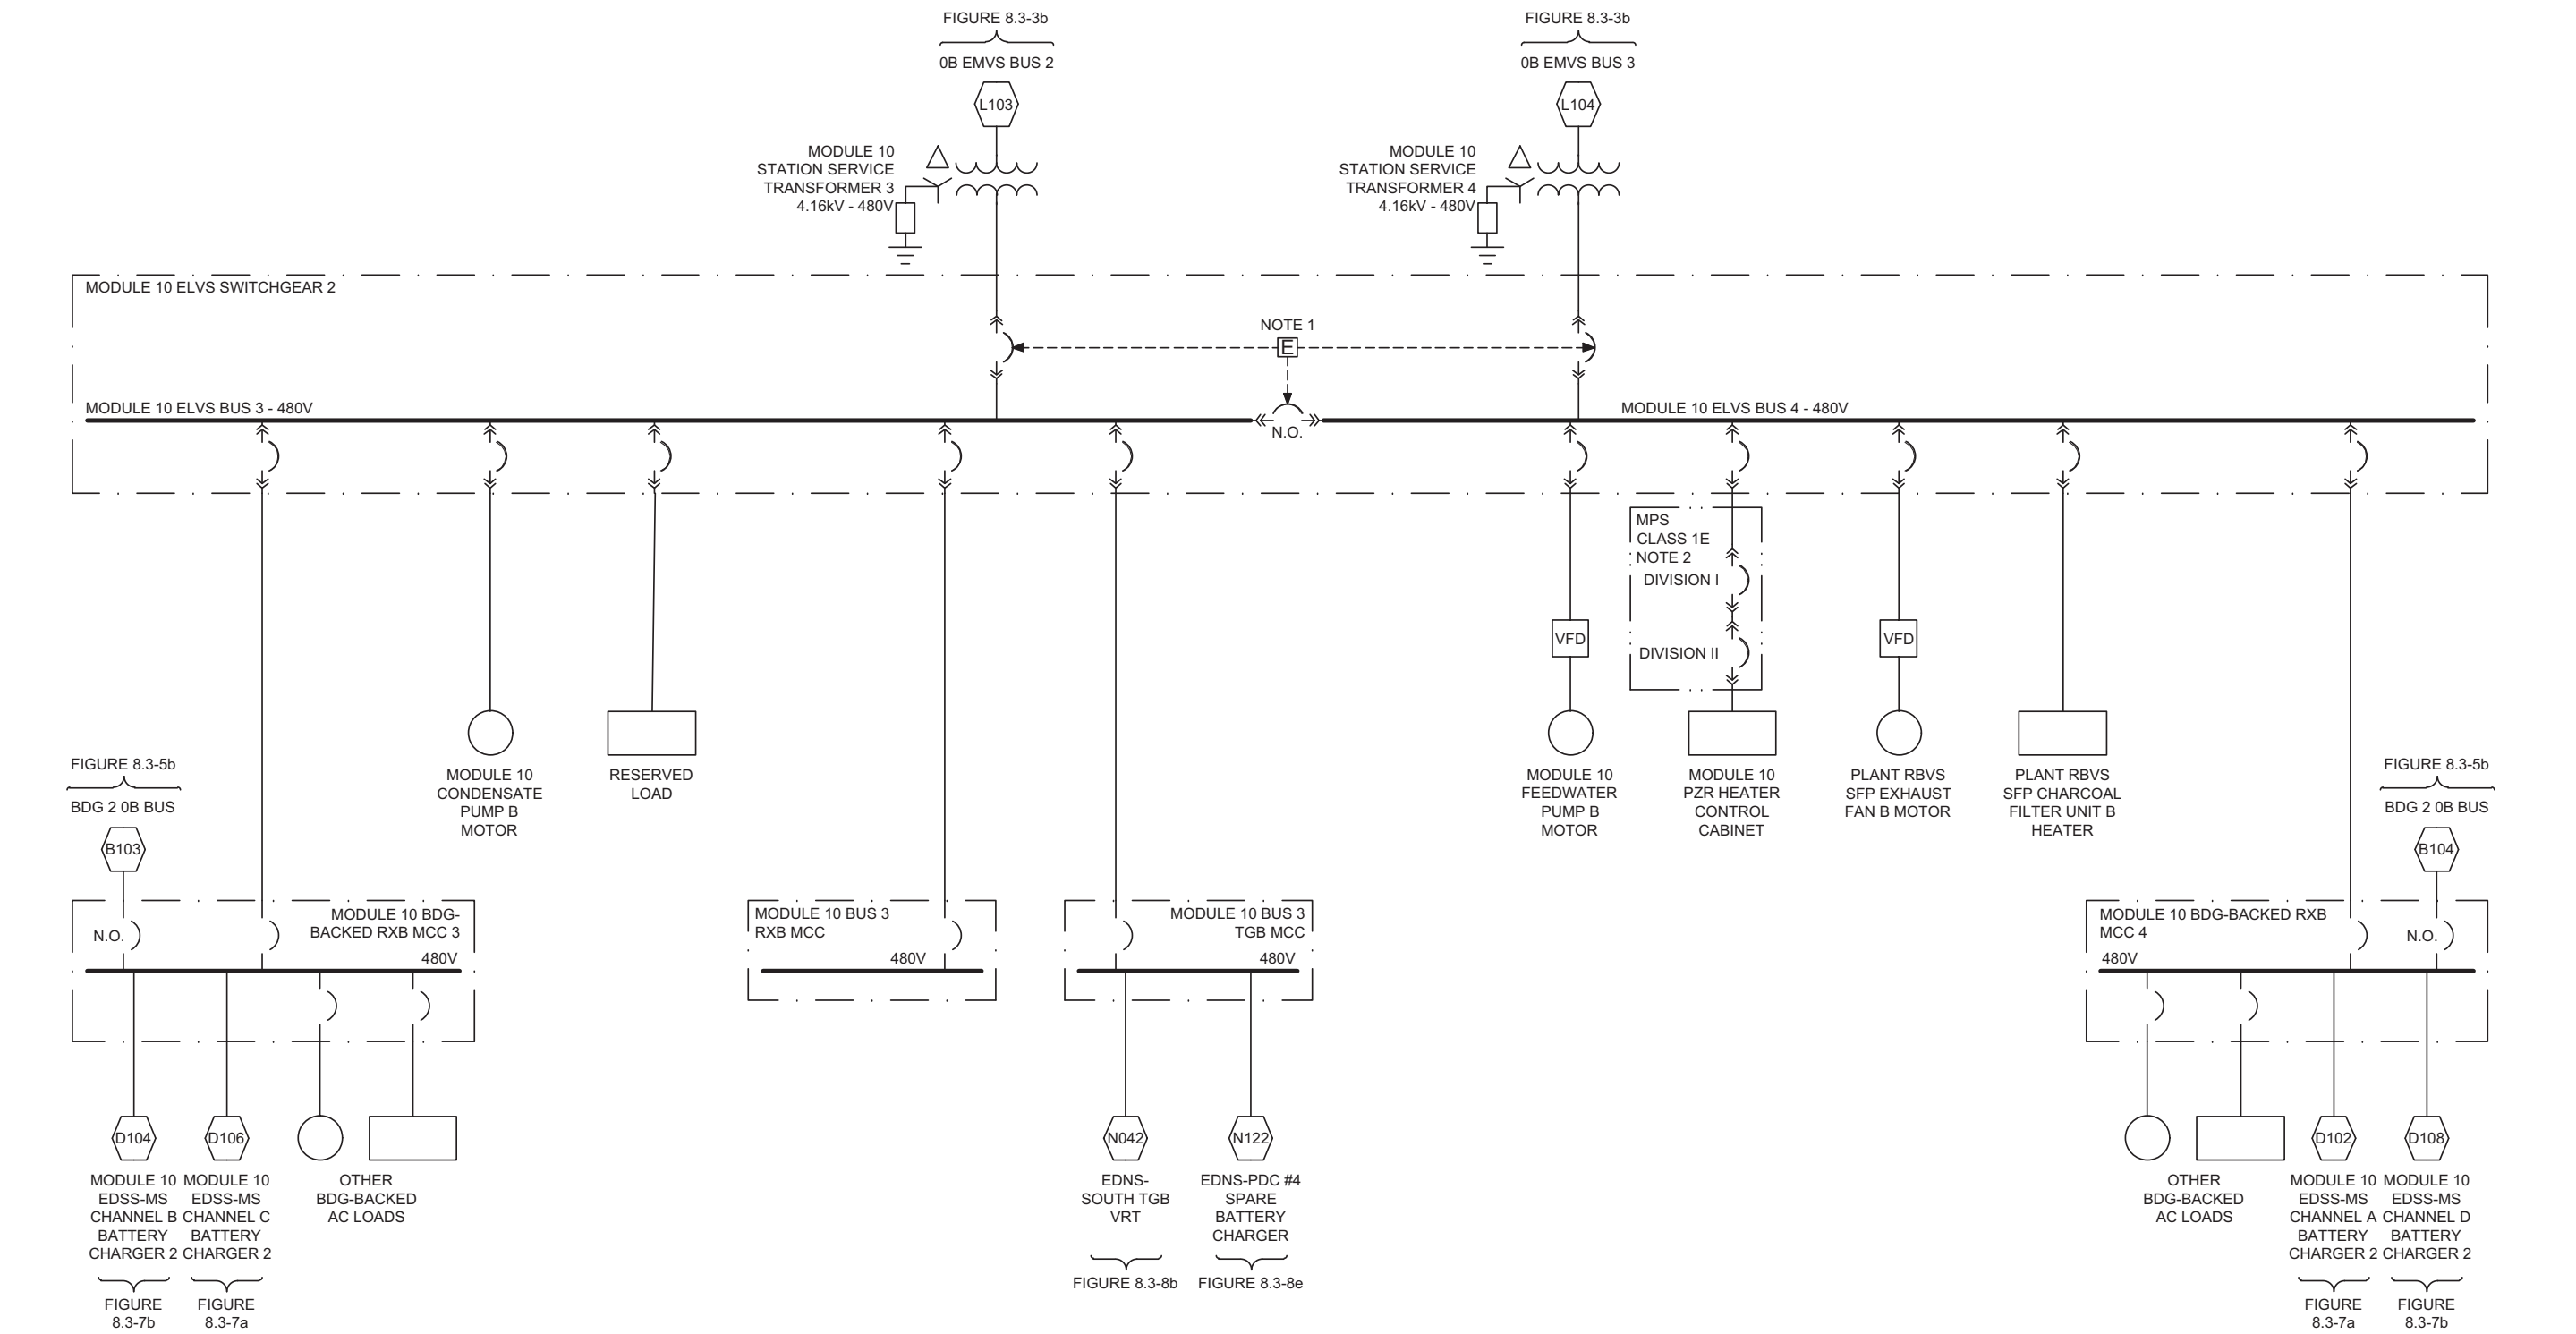 FIGURE 8.3-3b
0B EMVS BUS 2
L103
MODULE 10
STATION SERVICE
TRANSFORMER 3
4.16kV - 480V
FIGURE 8.3-3b
0B EMVS BUS 3
L104
MODULE 10
STATION SERVICE
TRANSFORMER 4
4.16kV - 480V
MODULE 10 ELVS SWITCHGEAR 2
NOTE 1
E
MODULE 10 ELVS BUS 3 - 480V
N.O.
MODULE 10 ELVS BUS 4 - 480V
MPS
CLASS 1E
NOTE 2
DIVISION I
DIVISION II
VFD
VFD
MODULE 10
CONDENSATE
PUMP B
MOTOR
RESERVED
LOAD
MODULE 10
FEEDWATER
PUMP B
MOTOR
MODULE 10
PZR HEATER
CONTROL
CABINET
PLANT RBVS
SFP EXHAUST
FAN B MOTOR
PLANT RBVS
SFP CHARCOAL
FILTER UNIT B
HEATER
FIGURE 8.3-5b
BDG 2 0B BUS
B103
FIGURE 8.3-5b
BDG 2 0B BUS
B104
N.O.
MODULE 10 BDG-
BACKED RXB MCC 3
480V
MODULE 10 BUS 3
RXB MCC
480V
MODULE 10 BUS 3
TGB MCC
480V
MODULE 10 BDG-BACKED RXB
MCC 4
N.O.
480V
D104
MODULE 10
EDSS-MS
CHANNEL B
BATTERY
CHARGER 2
FIGURE
8.3-7b
D106
MODULE 10
EDSS-MS
CHANNEL C
BATTERY
CHARGER 2
FIGURE
8.3-7a
OTHER
BDG-BACKED
AC LOADS
N042
EDNS-
SOUTH TGB
VRT
FIGURE 8.3-8b
N122
EDNS-PDC #4
SPARE
BATTERY
CHARGER
FIGURE 8.3-8e
OTHER
BDG-BACKED
AC LOADS
D102
MODULE 10
EDSS-MS
CHANNEL A
BATTERY
CHARGER 2
FIGURE
8.3-7a
D108
MODULE 10
EDSS-MS
CHANNEL D
BATTERY
CHARGER 2
FIGURE
8.3-7b